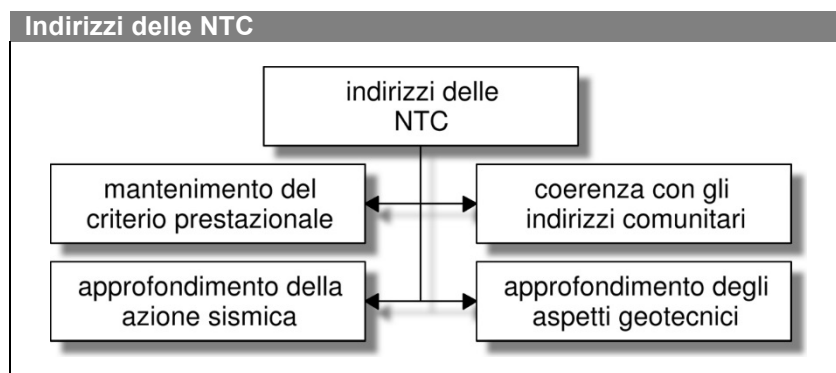 Indirizzi delle NTC
indirizzi delle
NTC
mantenimento del
criterio prestazionale
coerenza con gli
indirizzi comunitari
approfondimento della
azione sismica
approfondimento degli
aspetti geotecnici